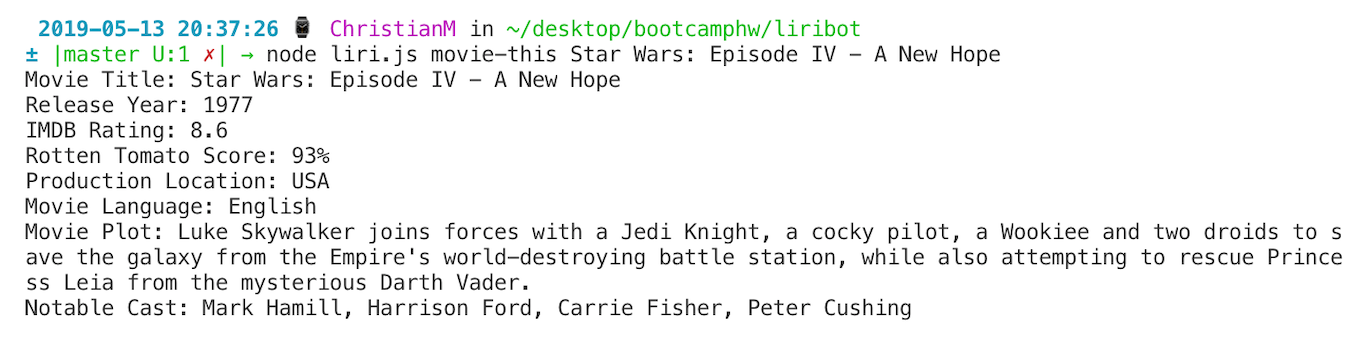 2019-05-13 20:37:26 ⌚ ChristianM in ~/desktop/bootcamphw/liribot
± |master U:1 ✗| → node liri.js movie-this Star Wars: Episode IV - A New Hope
Movie Title: Star Wars: Episode IV - A New Hope
Release Year: 1977
IMDB Rating: 8.6
Rotten Tomato Score: 93%
Production Location: USA
Movie Language: English
Movie Plot: Luke Skywalker joins forces with a Jedi Knight, a cocky pilot, a Wookiee and two droids to s
ave the galaxy from the Empire's world-destroying battle station, while also attempting to rescue Prince
ss Leia from the mysterious Darth Vader.
Notable Cast: Mark Hamill, Harrison Ford, Carrie Fisher, Peter Cushing